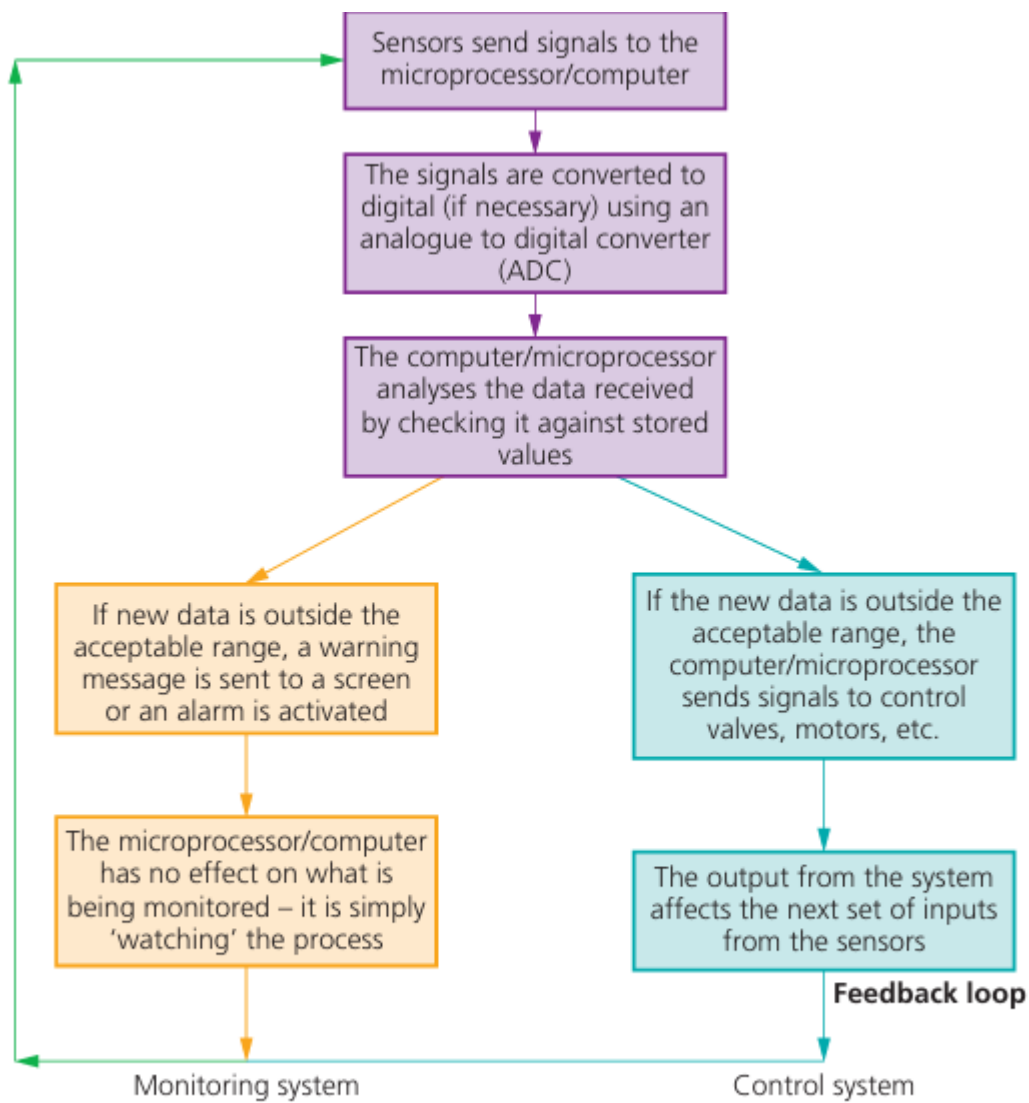 Sensors send signals to the
microprocessor/computer
The signals are converted to
digital (if necessary) using an
analogue to digital converter
(ADC)
The computer/microprocessor
analyses the data received
by checking it against stored
values
If new data is outside the
acceptable range, a warning
message is sent to a screen
or an alarm is activated
If the new data is outside the
acceptable range, the
computer/microprocessor
sends signals to control
valves, motors, etc.
The microprocessor/computer
has no effect on what is
being monitored – it is simply
‘watching’ the process
The output from the system
affects the next set of inputs
from the sensors
Feedback loop
Monitoring system
Control system